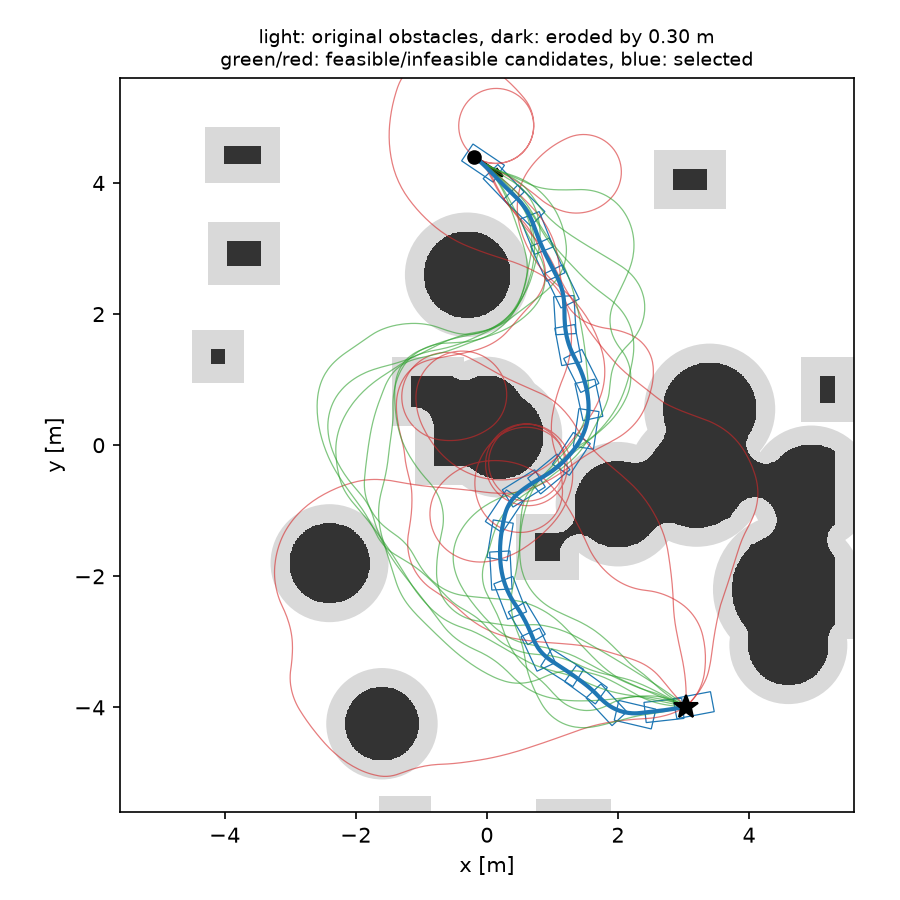 light: original obstacles, dark: eroded by 0.30 m
green/red: feasible/infeasible candidates, blue: selected
4
2
0
−2
−4
y [m]
−4 −2 0 2 4
x [m]